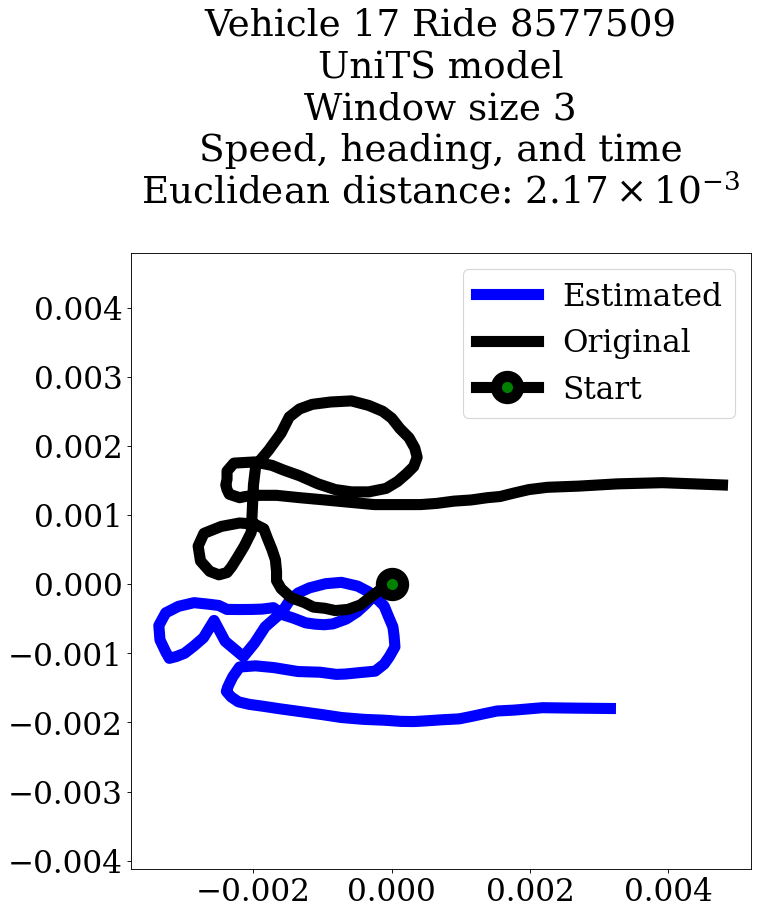 Vehicle 17 Ride 8577509
UniTS model
Window size 3
Speed, heading, and time
Euclidean distance: 2.17 × 10⁻³
Estimated
Original
Start
0.004
0.003
0.002
0.001
0.000
−0.001
−0.002
−0.003
−0.004
−0.002 0.000 0.002 0.004